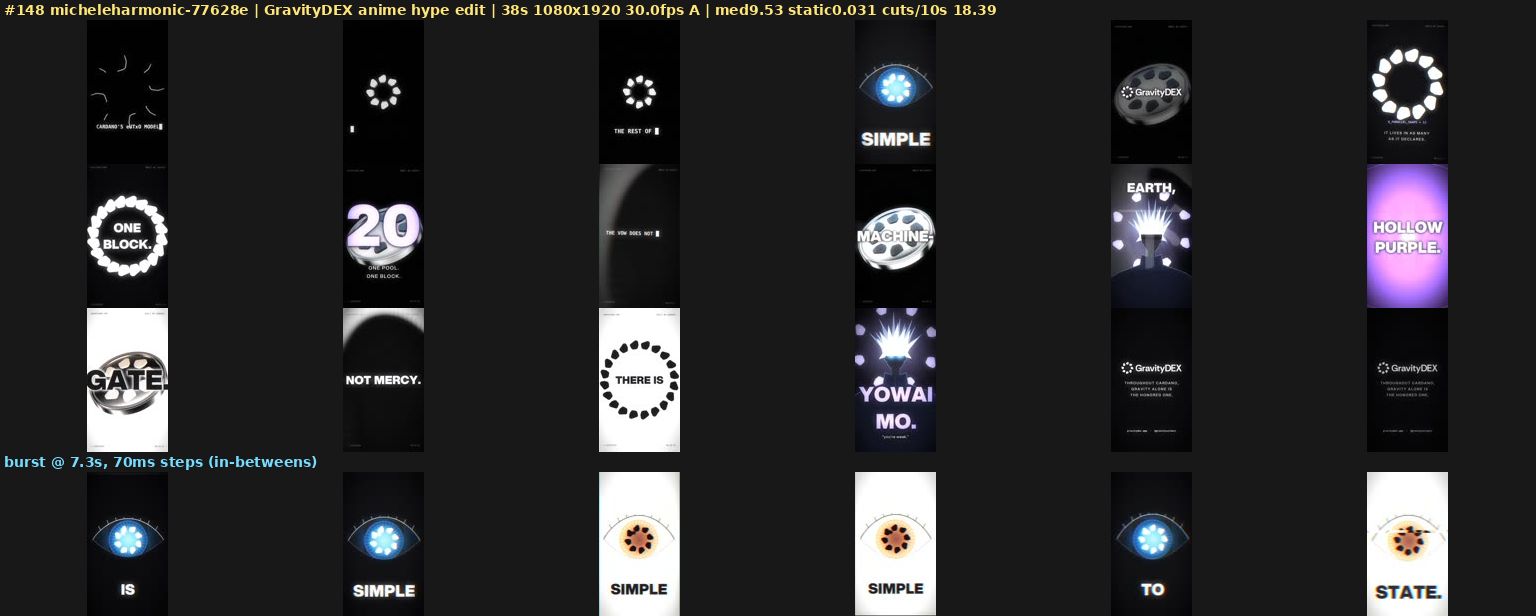 #148 micheleharmonic-77628e | GravityDEX anime hype edit | 38s 1080x1920 30.0fps A | med9.53 static0.031 cuts/10s 18.39
CARDANO'S eUTxO MODEL
THE REST OF
SIMPLE
GravityDEX
IT LIVES IN AS MANY
AS IT DECLARES.
ONE
BLOCK.
20
ONE POOL.
ONE BLOCK.
THE VOW DOES NOT
MACHINE-
EARTH,
HOLLOW
PURPLE.
GATE.
NOT MERCY.
THERE IS
YOWAI
MO.
"you're weak."
GravityDEX
THROUGHOUT CARDANO,
GRAVITY ALONE IS
THE HONORED ONE.
GravityDEX
THROUGHOUT CARDANO,
GRAVITY ALONE IS
THE HONORED ONE.
burst @ 7.3s, 70ms steps (in-betweens)
IS
SIMPLE
SIMPLE
SIMPLE
TO
STATE.